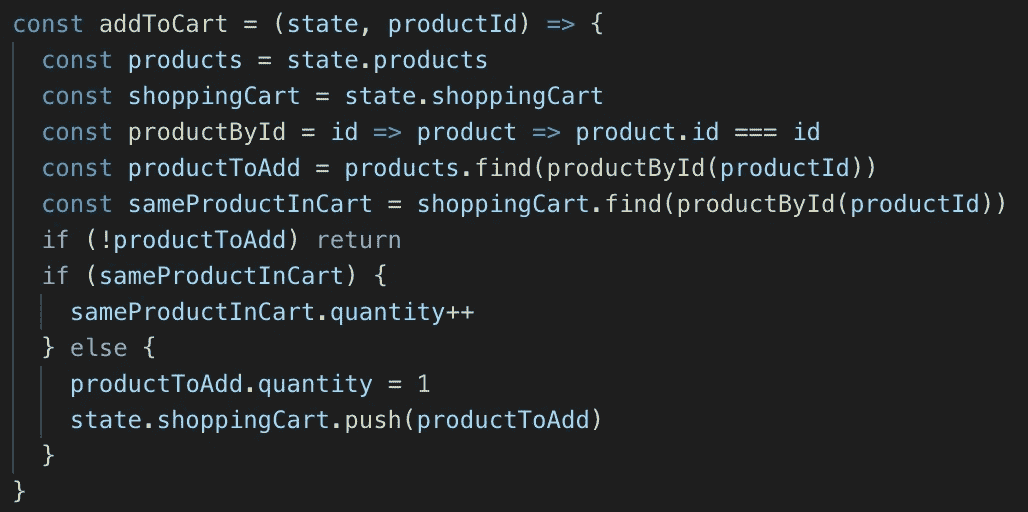 const addToCart = (state, productId) => {
  const products = state.products
  const shoppingCart = state.shoppingCart
  const productById = id => product => product.id === id
  const productToAdd = products.find(productById(productId))
  const sameProductInCart = shoppingCart.find(productById(productId))
  if (!productToAdd) return
  if (sameProductInCart) {
    sameProductInCart.quantity++
  } else {
    productToAdd.quantity = 1
    state.shoppingCart.push(productToAdd)
  }
}